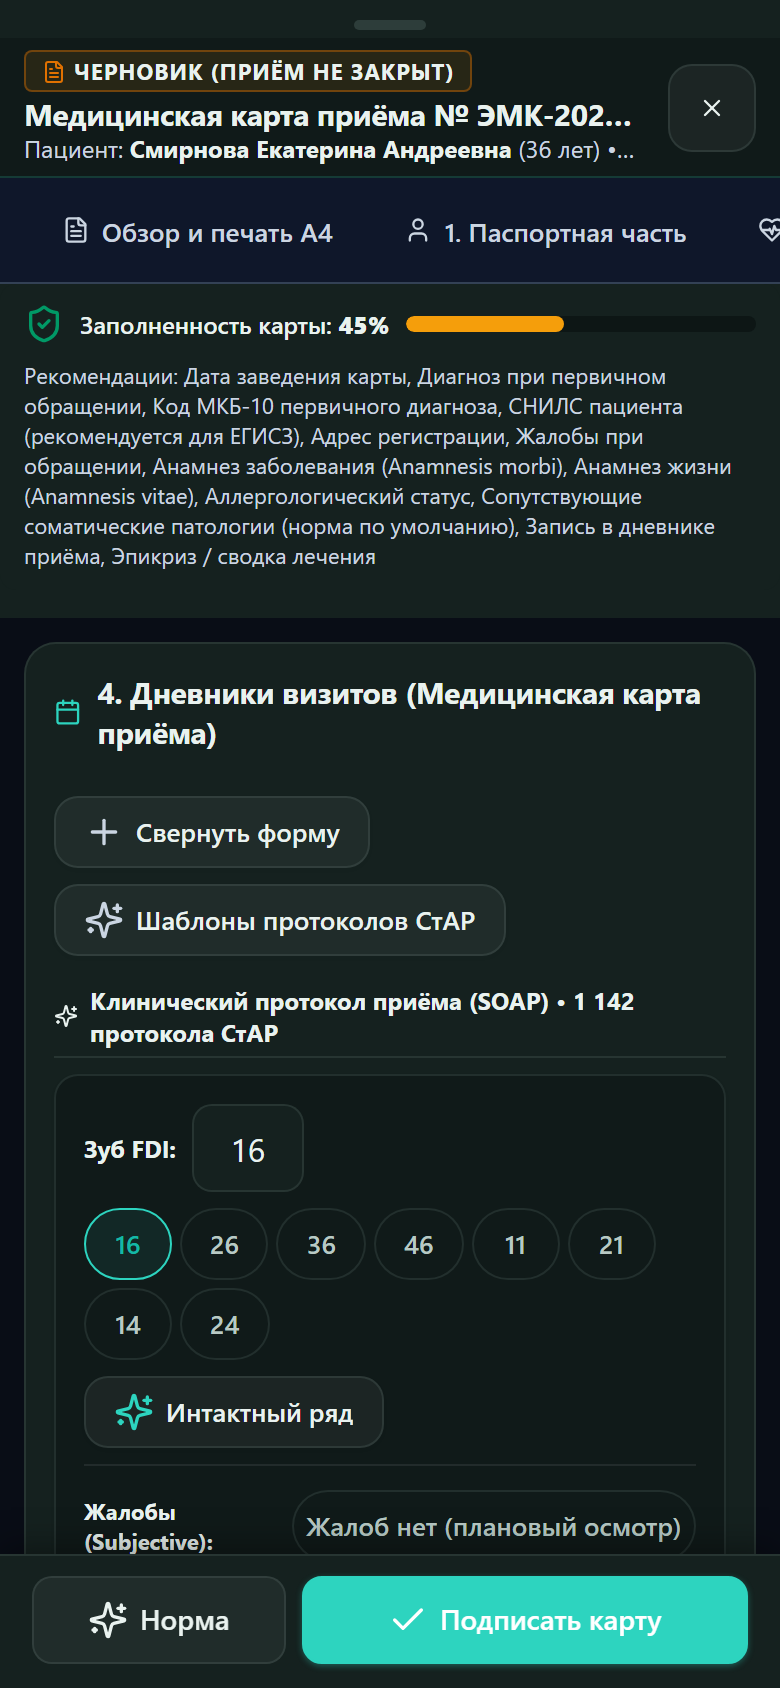 ЧЕРНОВИК (ПРИЁМ НЕ ЗАКРЫТ)
Медицинская карта приёма № ЭМК-202...
Пациент: Смирнова Екатерина Андреевна (36 лет) •...
Обзор и печать А4
1. Паспортная часть
Заполненность карты: 45%
Рекомендации: Дата заведения карты, Диагноз при первичном
обращении, Код МКБ-10 первичного диагноза, СНИЛС пациента
(рекомендуется для ЕГИСЗ), Адрес регистрации, Жалобы при
обращении, Анамнез заболевания (Anamnesis morbi), Анамнез жизни
(Anamnesis vitae), Аллергологический статус, Сопутствующие
соматические патологии (норма по умолчанию), Запись в дневнике
приёма, Эпикриз / сводка лечения
4. Дневники визитов (Медицинская карта
приёма)
Свернуть форму
Шаблоны протоколов СтАР
Клинический протокол приёма (SOAP) • 1 142
протокола СтАР
Зуб FDI:
16
16
26
36
46
11
21
14
24
Интактный ряд
Жалобы
(Subjective):
Жалоб нет (плановый осмотр)
Норма
Подписать карту